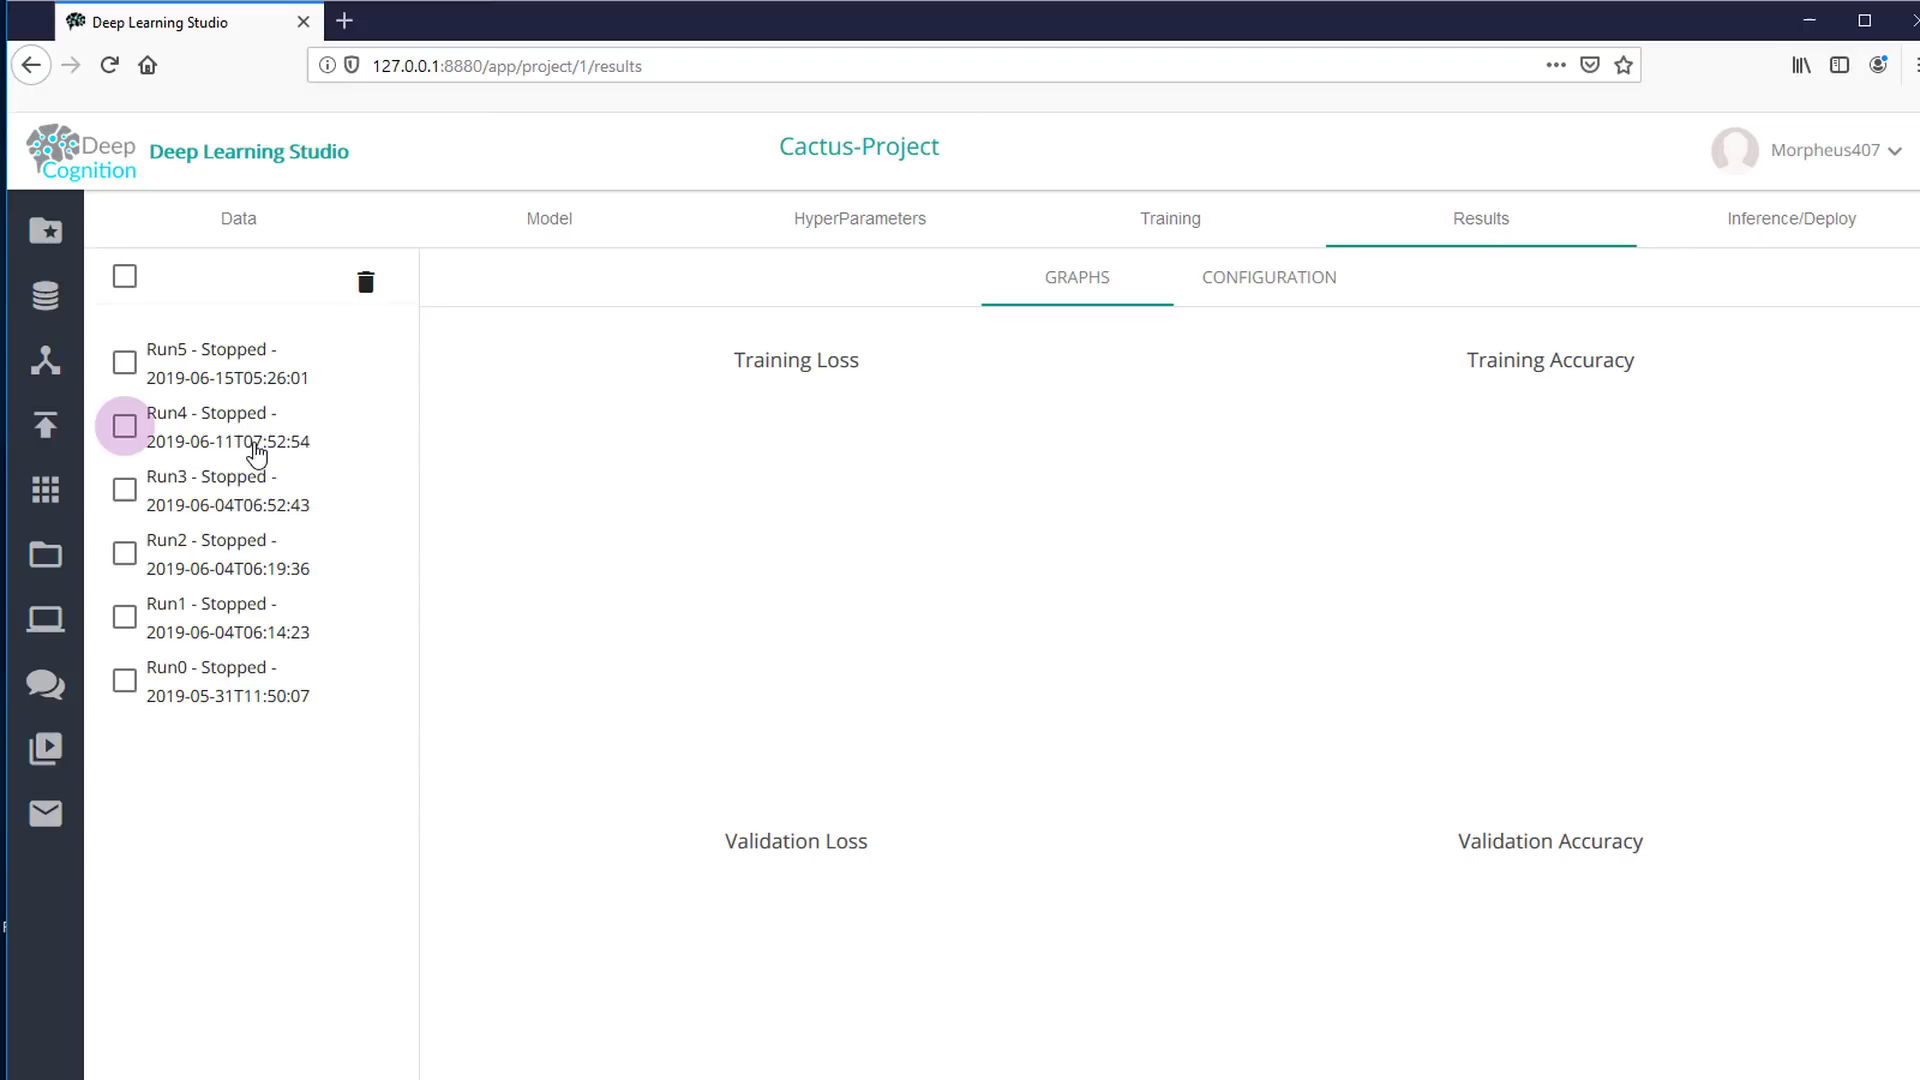 Deep Learning Studio
127.0.0.1:8880/app/project/1/results
Deep
Cognition
Deep Learning Studio
Cactus-Project
Morpheus407
Data
Model
HyperParameters
Training
Results
Inference/Deploy
GRAPHS
CONFIGURATION
Run5 - Stopped -
2019-06-15T05:26:01
Run4 - Stopped -
2019-06-11T07:52:54
Run3 - Stopped -
2019-06-04T06:52:43
Run2 - Stopped -
2019-06-04T06:19:36
Run1 - Stopped -
2019-06-04T06:14:23
Run0 - Stopped -
2019-05-31T11:50:07
Training Loss
Training Accuracy
Validation Loss
Validation Accuracy